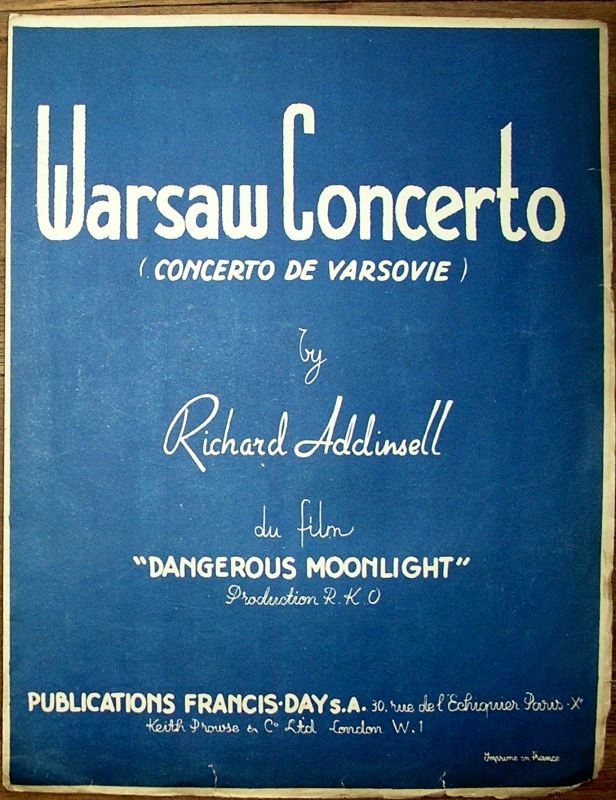 Warsaw Concerto
( CONCERTO DE VARSOVIE )
by
Richard Addinsell
du film
"DANGEROUS MOONLIGHT"
Production R.K.O
PUBLICATIONS FRANCIS-DAY S.A. 30, rue de l'Echiquier Paris-Xe
Keith Prowse & Co Ltd London W.1
Imprimé en France